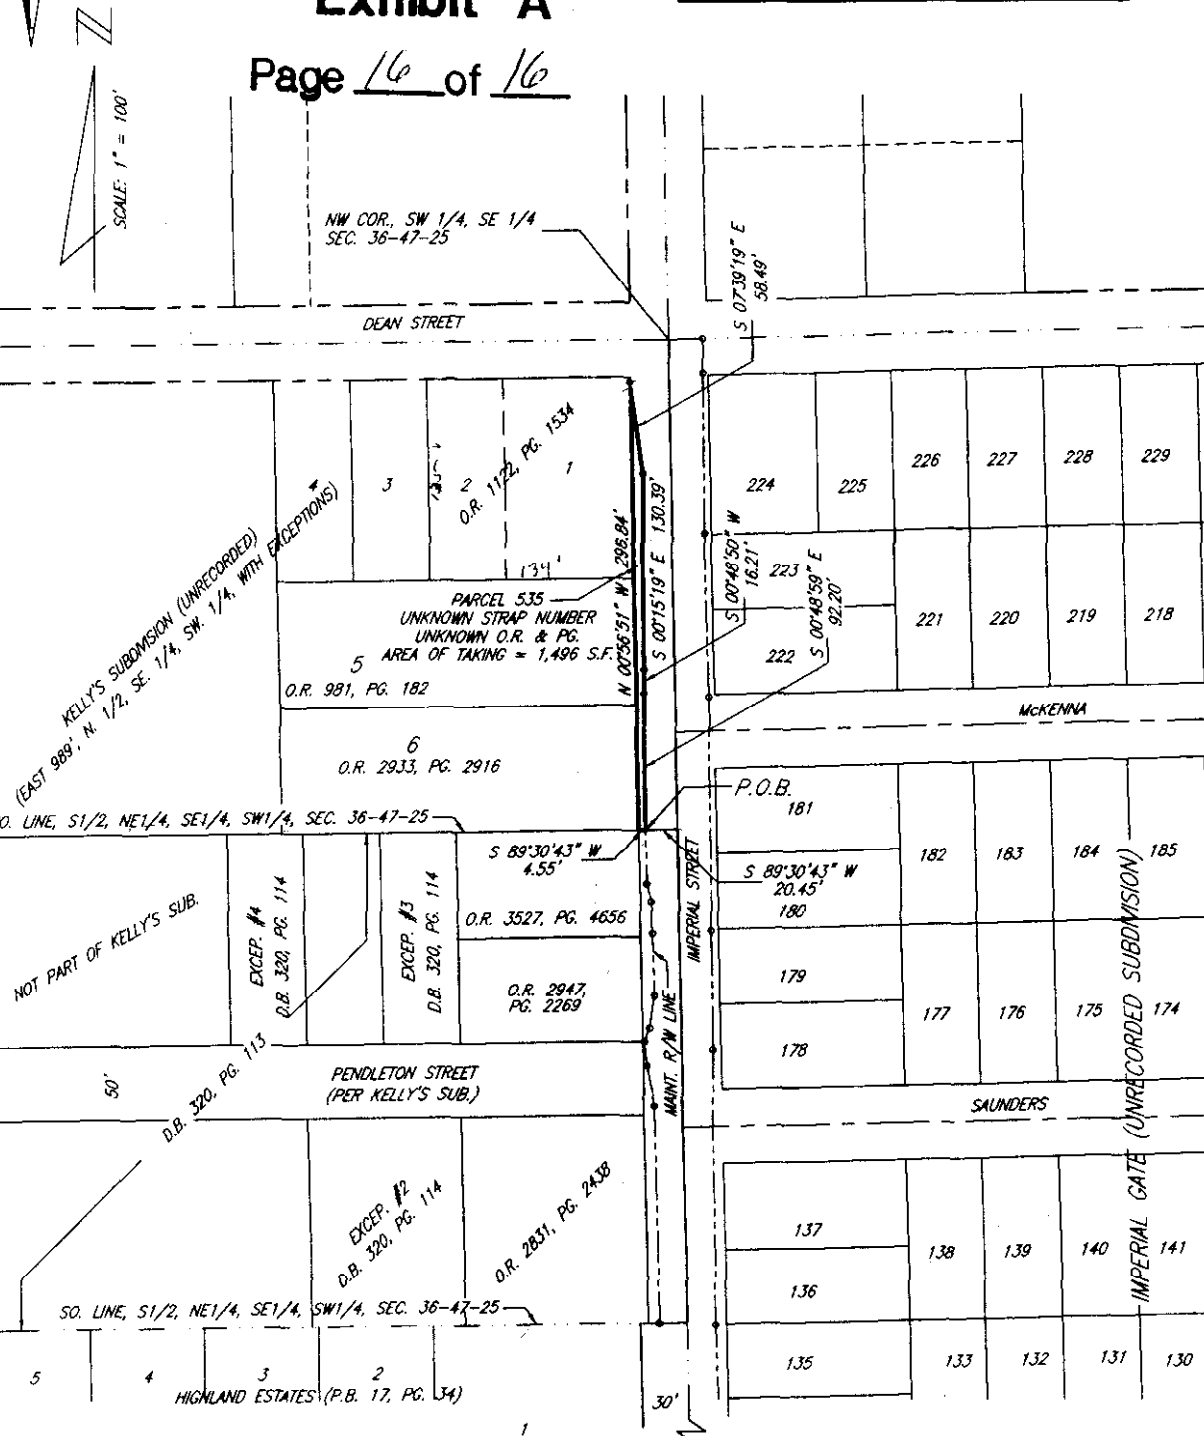 Exhibit "A"
Page 16 of 16
N
SCALE: 1" = 100'
NW COR., SW 1/4, SE 1/4
SEC. 36-47-25
S 07°39'19" E
58.49'
DEAN STREET
4
3
2
1
O.R. 1122, PG. 1534
134'
N 00°56'51" W 296.84'
S 00°15'19" E 130.39'
S 00°48'50" W
16.21'
S 00°48'59" E
92.20'
224
225
226
227
228
229
223
222
221
220
219
218
KELLY'S SUBDIVISION (UNRECORDED)
(EAST 989', N. 1/2, SE. 1/4, SW. 1/4, WITH EXCEPTIONS)
PARCEL 535
UNKNOWN STRAP NUMBER
UNKNOWN O.R. & PG.
AREA OF TAKING = 1,496 S.F.
5
O.R. 981, PG. 182
6
O.R. 2933, PG. 2916
McKENNA
P.O.B.
O. LINE, S1/2, NE1/4, SE1/4, SW1/4, SEC. 36-47-25
S 89°30'43" W
4.55'
S 89°30'43" W
20.45'
IMPERIAL STREET
181
180
182
183
184
185
NOT PART OF KELLY'S SUB.
EXCEP. #4
D.B. 320, PG. 114
EXCEP. #3
D.B. 320, PG. 114
O.R. 3527, PG. 4656
O.R. 2947,
PG. 2269
MAINT. R/W LINE
179
178
177
176
175
174
50'
D.B. 320, PG. 113
PENDLETON STREET
(PER KELLY'S SUB.)
SAUNDERS
IMPERIAL GATE (UNRECORDED SUBDIVISION)
EXCEP. #2
D.B. 320, PG. 114
O.R. 2831, PG. 2438
137
136
138
139
140
141
SO. LINE, S1/2, NE1/4, SE1/4, SW1/4, SEC. 36-47-25
5
4
3
2
HIGHLAND ESTATES (P.B. 17, PG. 34)
1
30'
135
133
132
131
130